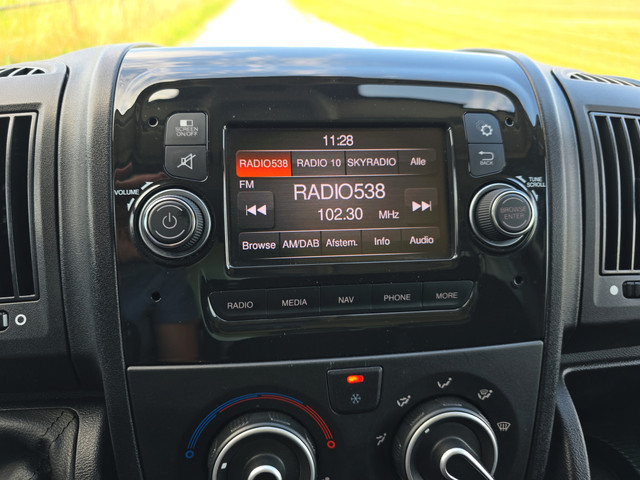 11:28
SCREEN
ON/OFF
RADIO538 RADIO 10 SKYRADIO Alle
FM
RADIO538
102.30 MHz
BACK
VOLUME
TUNE
SCROLL
BROWSE
ENTER
Browse AM/DAB Afstem. Info Audio
RADIO MEDIA NAV PHONE MORE